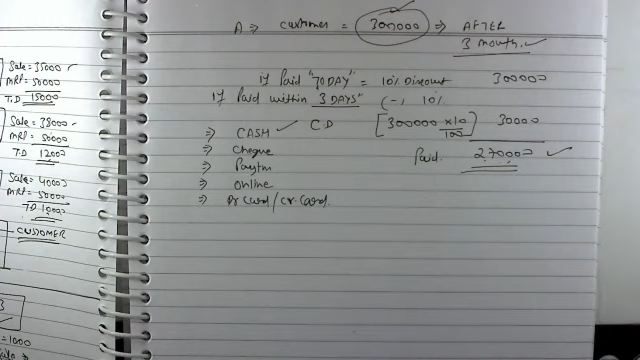 Sale = 35000
MRP = 50000
T.D 15000
Sale = 38000
MRP = 50000
T.D 12000
Sale = 40000
MRP = 50000
TD 10000
CUSTOMER
= 1000
A ⇒ customer = 300000 ⇒ AFTER
3 month.
If Paid "TODAY" = 10% Discount 300000
If Paid within 3 DAYS" (-) 10%
C.D [300000 × 10/100] 30000
⇒ CASH
⇒ Cheque
⇒ Paytm
⇒ Online
⇒ Dr Card / Cr. Card.
Paid 270000